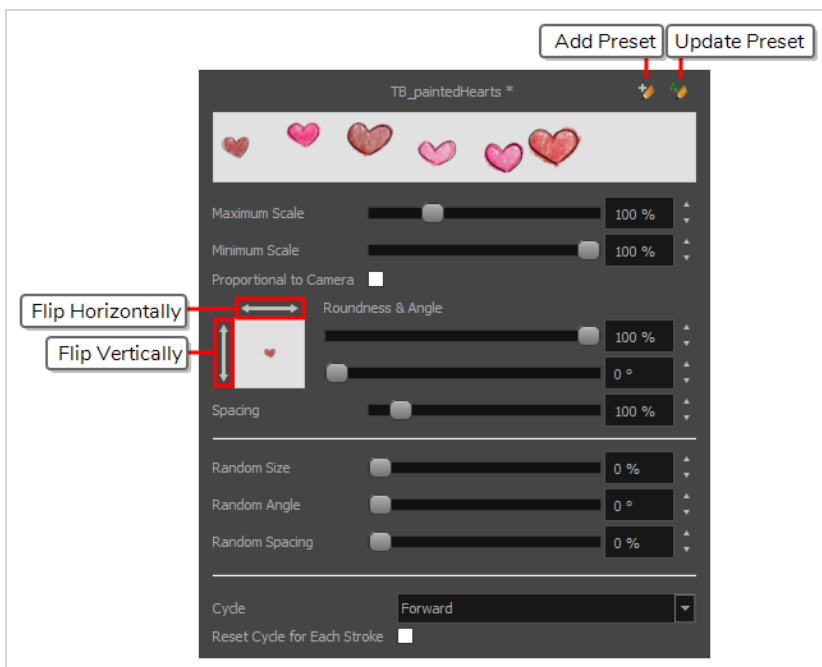 Add Preset
Update Preset
TB_paintedHearts *
Maximum Scale
100 %
Minimum Scale
100 %
Proportional to Camera
Flip Horizontally
Roundness & Angle
Flip Vertically
100 %
0 °
Spacing
100 %
Random Size
0 %
Random Angle
0 °
Random Spacing
0 %
Cycle
Forward
Reset Cycle for Each Stroke